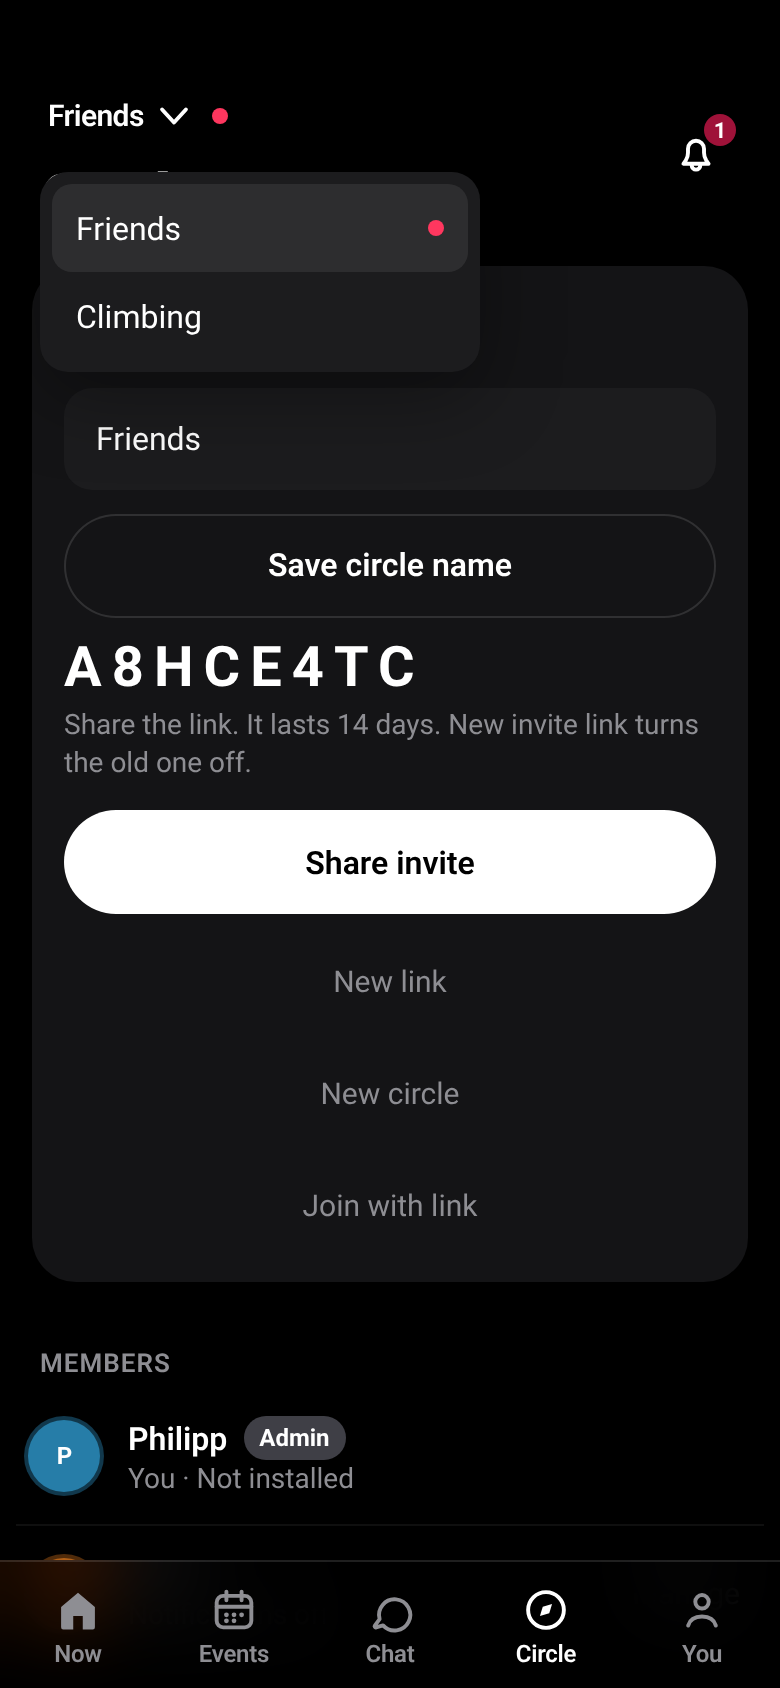 Friends
1
Friends
Climbing
Friends
Save circle name
A8HCE4TC
Share the link. It lasts 14 days. New invite link turns
the old one off.
Share invite
New link
New circle
Join with link
MEMBERS
P
Philipp Admin
You · Not installed
Now Events Chat Circle You